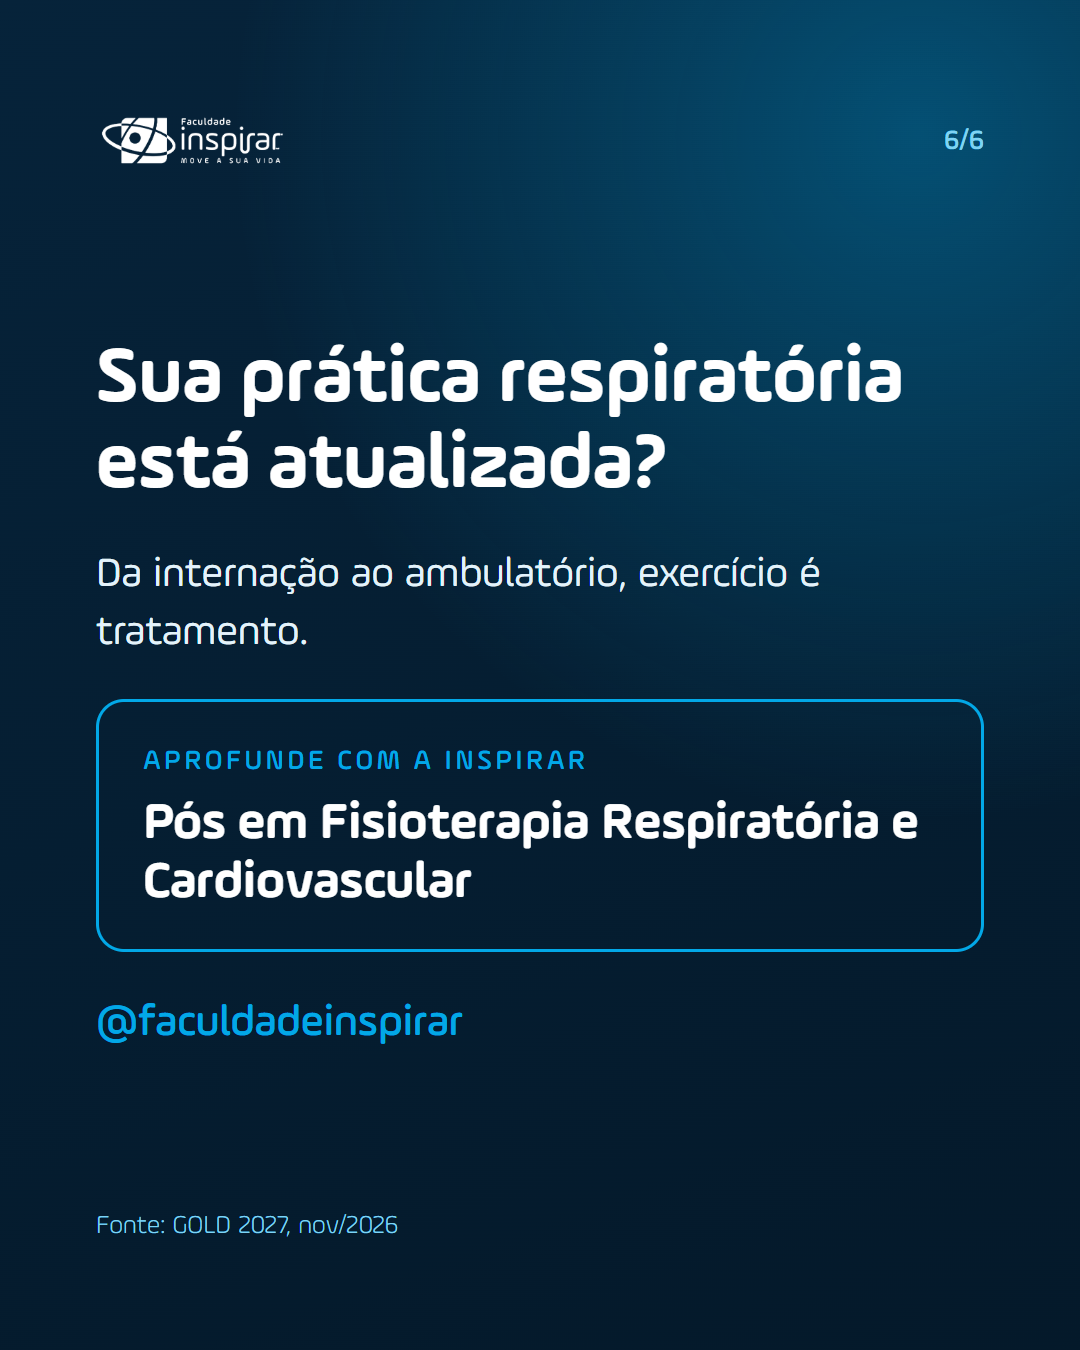 Faculdade
inspirar
MOVE A SUA VIDA
6/6
Sua prática respiratória
está atualizada?
Da internação ao ambulatório, exercício é
tratamento.
APROFUNDE COM A INSPIRAR
Pós em Fisioterapia Respiratória e
Cardiovascular
@faculdadeinspirar
Fonte: GOLD 2027, nov/2026